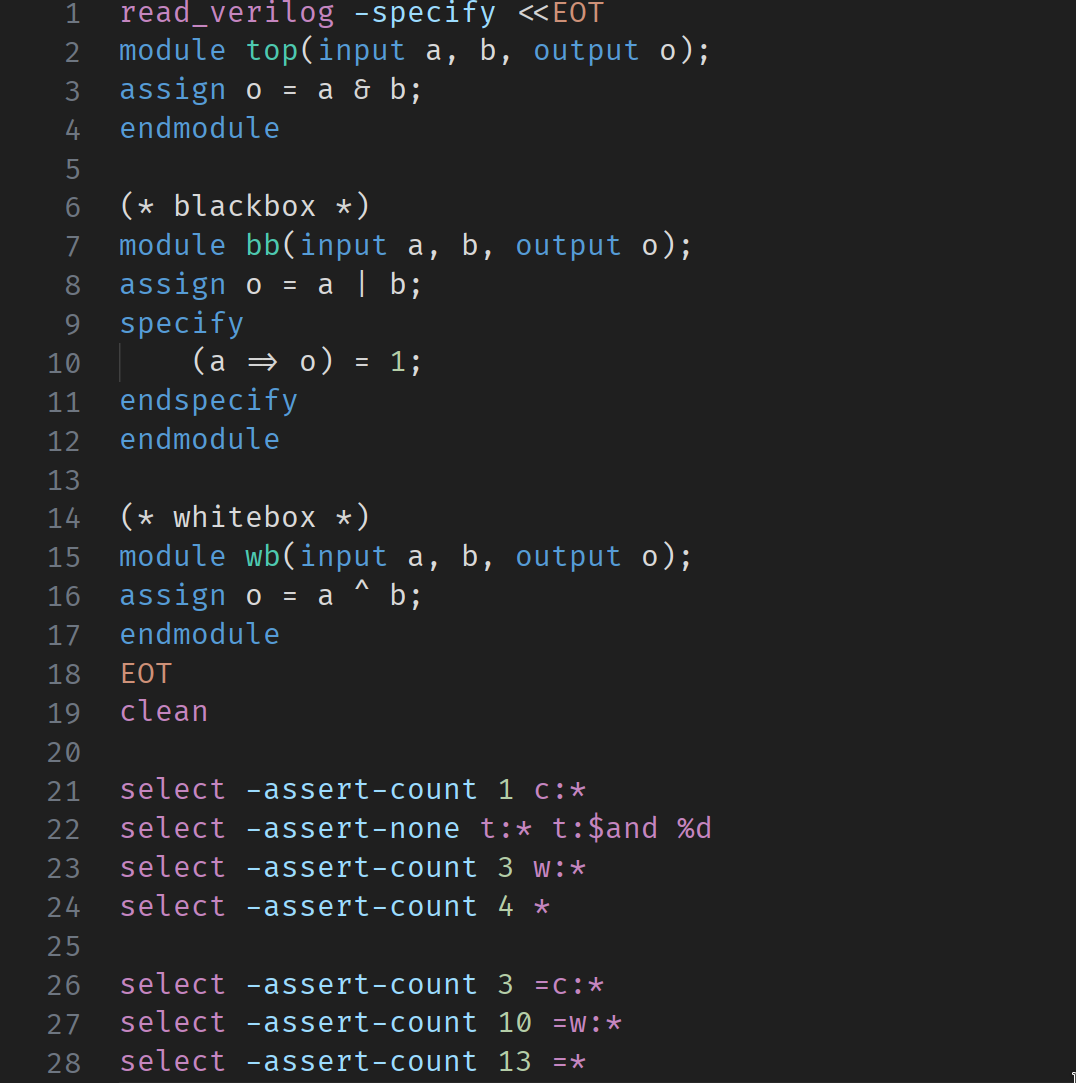 1 read_verilog -specify <<EOT
2 module top(input a, b, output o);
3 assign o = a & b;
4 endmodule
5
6 (* blackbox *)
7 module bb(input a, b, output o);
8 assign o = a | b;
9 specify
10     (a => o) = 1;
11 endspecify
12 endmodule
13
14 (* whitebox *)
15 module wb(input a, b, output o);
16 assign o = a ^ b;
17 endmodule
18 EOT
19 clean
20
21 select -assert-count 1 c:*
22 select -assert-none t:* t:$and %d
23 select -assert-count 3 w:*
24 select -assert-count 4 *
25
26 select -assert-count 3 =c:*
27 select -assert-count 10 =w:*
28 select -assert-count 13 =*